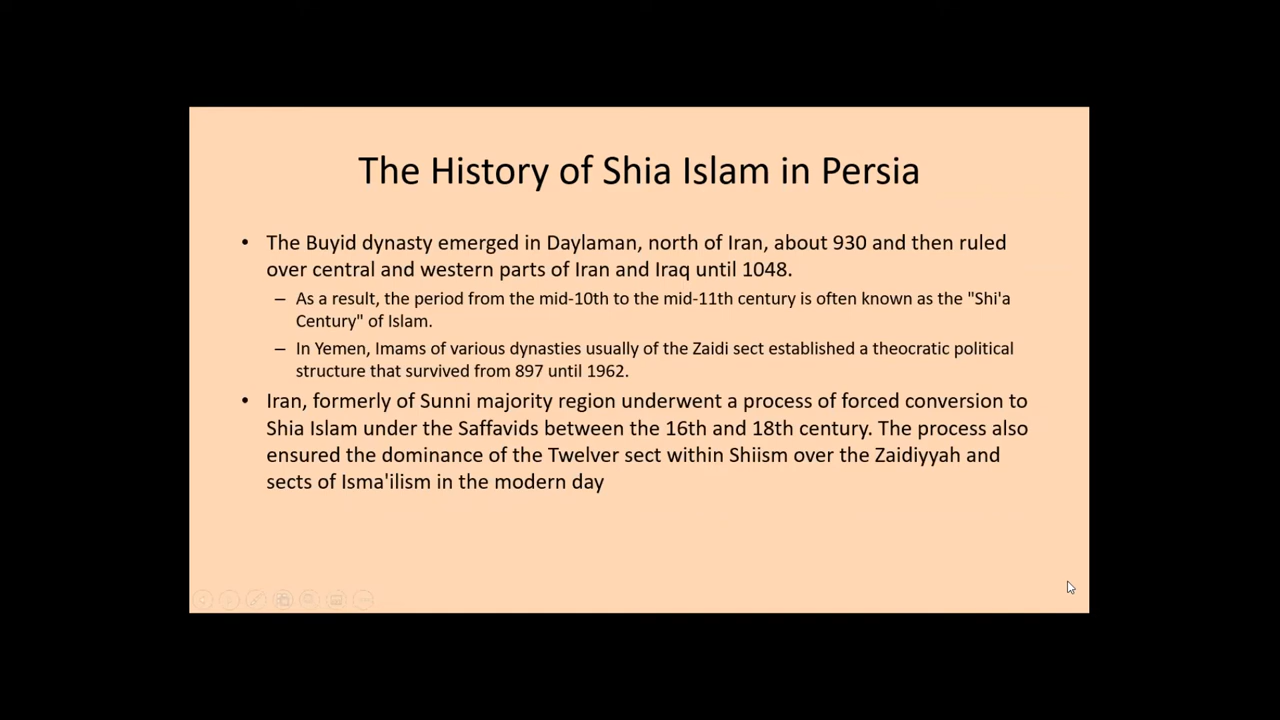 The History of Shia Islam in Persia
• The Buyid dynasty emerged in Daylaman, north of Iran, about 930 and then ruled
over central and western parts of Iran and Iraq until 1048.
– As a result, the period from the mid-10th to the mid-11th century is often known as the "Shi'a
Century" of Islam.
– In Yemen, Imams of various dynasties usually of the Zaidi sect established a theocratic political
structure that survived from 897 until 1962.
• Iran, formerly of Sunni majority region underwent a process of forced conversion to
Shia Islam under the Saffavids between the 16th and 18th century. The process also
ensured the dominance of the Twelver sect within Shiism over the Zaidiyyah and
sects of Isma'ilism in the modern day